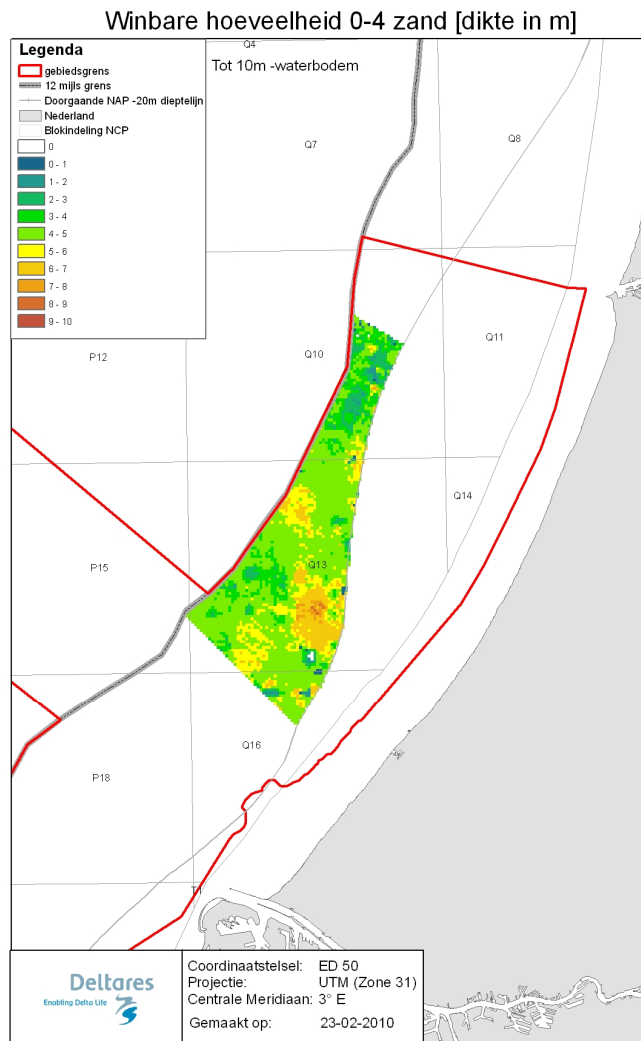 Winbare hoeveelheid 0-4 zand [dikte in m]
Legenda
gebiedsgrens
12 mijls grens
Doorgaande NAP -20m dieptelijn
Nederland
Blokindeling NCP
0
0 - 1
1 - 2
2 - 3
3 - 4
4 - 5
5 - 6
6 - 7
7 - 8
8 - 9
9 - 10
Q4
Tot 10m -waterbodem
Q7
Q8
P12
Q10
Q11
Q14
P15
Q13
Q16
P18
T1
Deltares
Enabling Delta Life
Coordinaatstelsel: ED 50
Projectie: UTM (Zone 31)
Centrale Meridiaan: 3° E
Gemaakt op: 23-02-2010